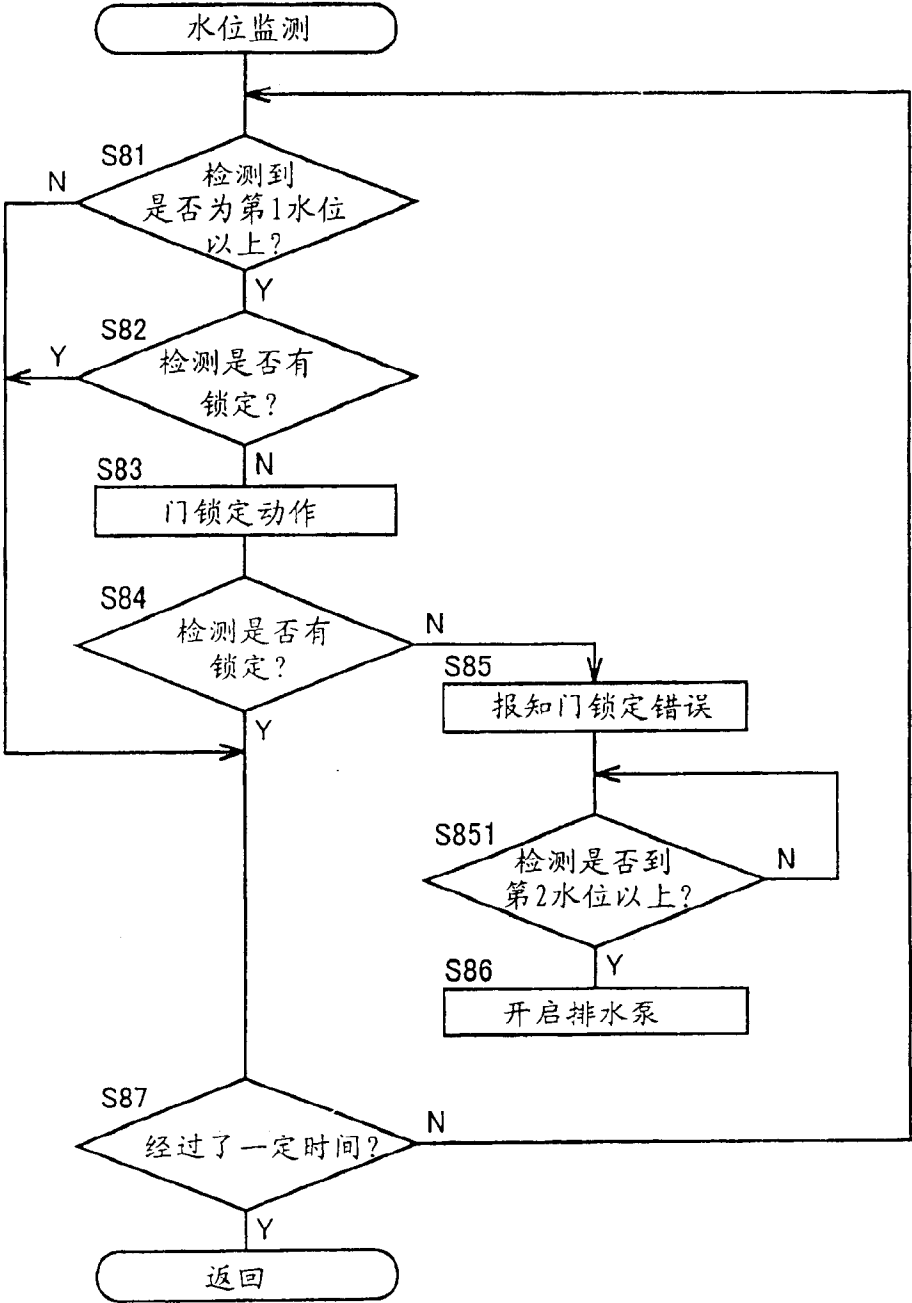 水位监测
S81
N
检测到
是否为第1水位
以上?
Y
S82
Y
检测是否有
锁定?
N
S83
门锁定动作
S84
检测是否有
锁定?
N
Y
S85
报知门锁定错误
S851
检测是否到
第2水位以上?
N
Y
S86
开启排水泵
S87
经过了一定时间?
N
Y
返回